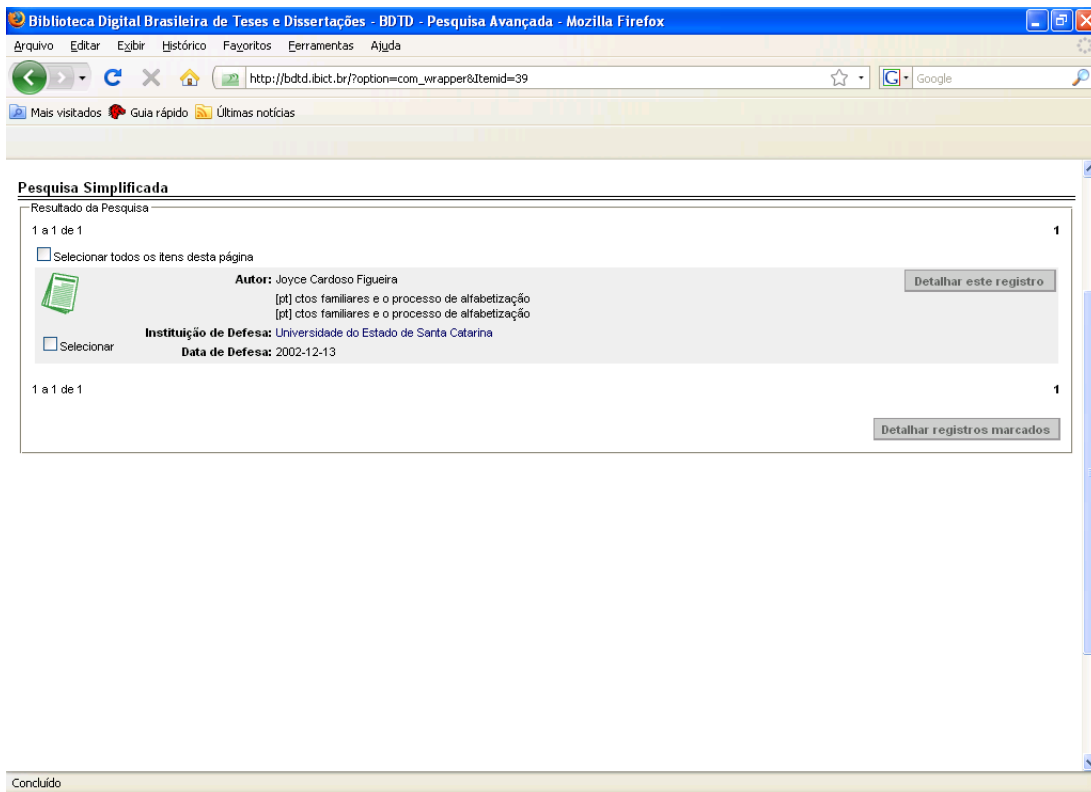 Biblioteca Digital Brasileira de Teses e Dissertações - BDTD - Pesquisa Avançada - Mozilla Firefox
Arquivo Editar Exibir Histórico Favoritos Ferramentas Ajuda
http://bdtd.ibict.br/?option=com_wrapper&Itemid=39
G Google
Mais visitados Guia rápido Últimas notícias
Pesquisa Simplificada
Resultado da Pesquisa
1 a 1 de 1 1
Selecionar todos os itens desta página
Autor: Joyce Cardoso Figueira Detalhar este registro
[pt] ctos familiares e o processo de alfabetização
[pt] ctos familiares e o processo de alfabetização
Instituição de Defesa: Universidade do Estado de Santa Catarina
Selecionar Data de Defesa: 2002-12-13
1 a 1 de 1 1
Detalhar registros marcados
Concluído